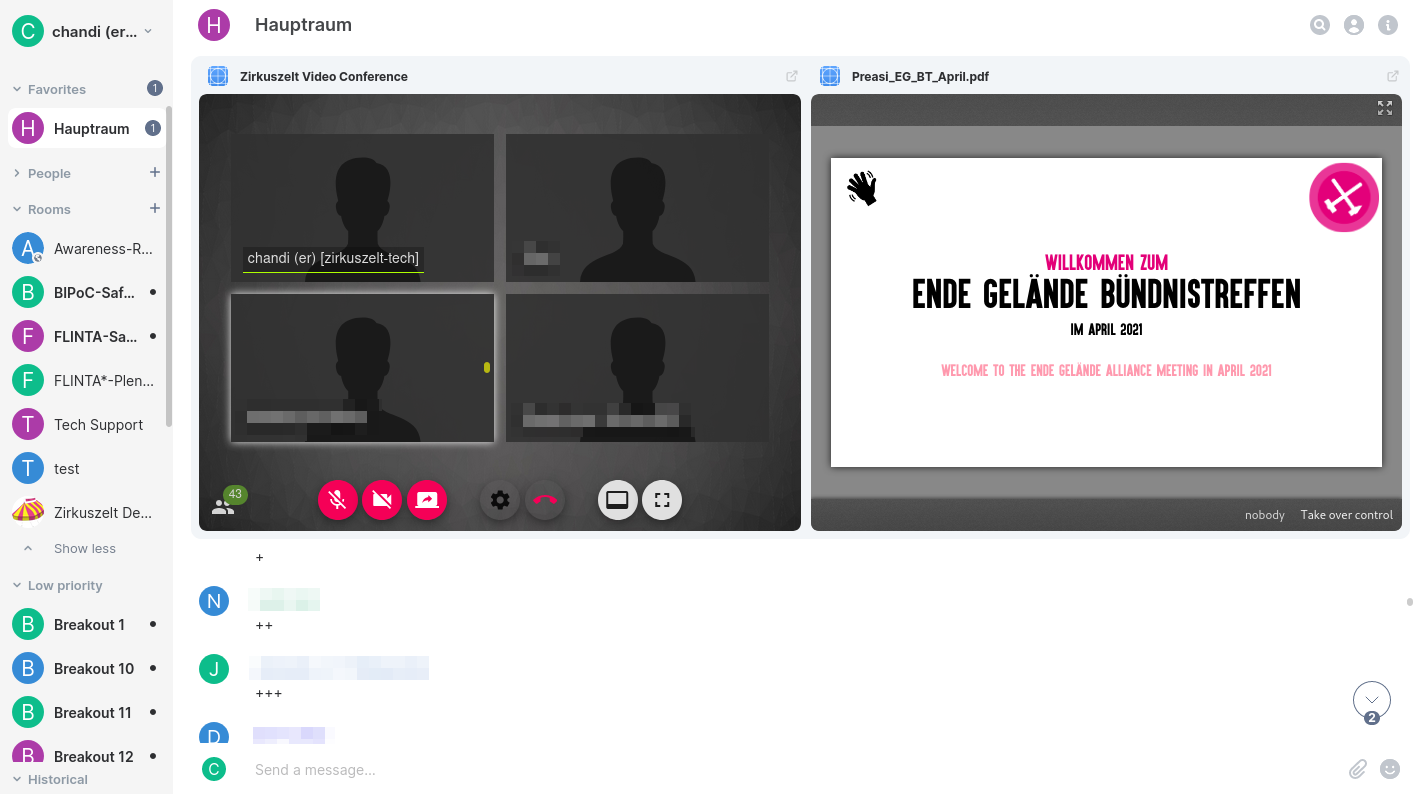 C chandi (er...
Favorites 1
H Hauptraum 1
People +
Rooms +
A Awareness-R...
B BIPoC-Saf...
F FLINTA-Sa...
F FLINTA*-Plen...
T Tech Support
T test
Zirkuszelt De...
Show less
Low priority
B Breakout 1
B Breakout 10
B Breakout 11
B Breakout 12
Historical
H Hauptraum
Zirkuszelt Video Conference
chandi (er) [zirkuszelt-tech]
43
Preasi_EG_BT_April.pdf
WILLKOMMEN ZUM
ENDE GELÄNDE BÜNDNISTREFFEN
IM APRIL 2021
WELCOME TO THE ENDE GELÄNDE ALLIANCE MEETING IN APRIL 2021
nobody Take over control
+
N
++
J
+++
D
2
C Send a message...